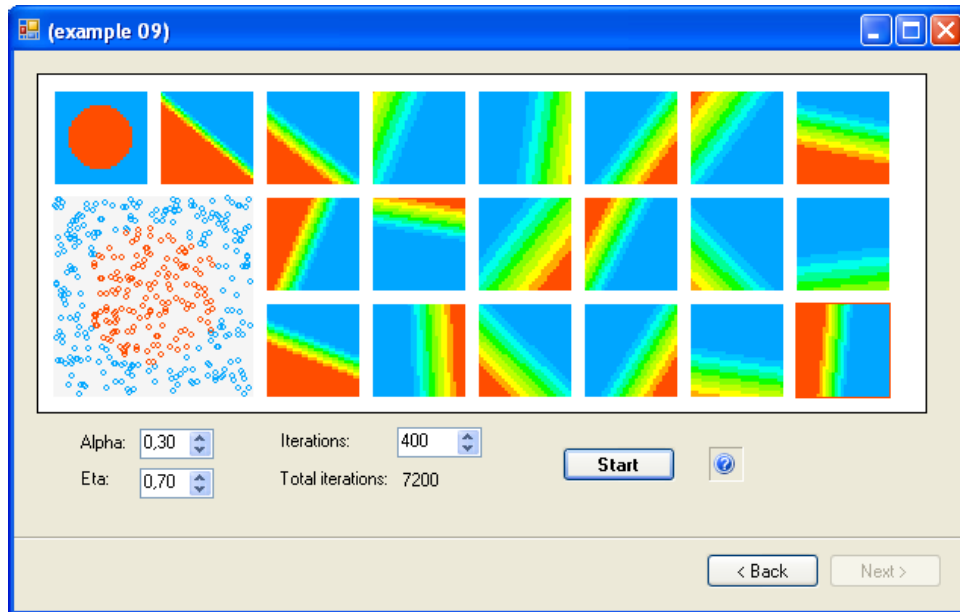 (example 09)
Alpha: 0,30
Iterations: 400
Eta: 0,70
Total iterations: 7200
Start
?
< Back
Next >